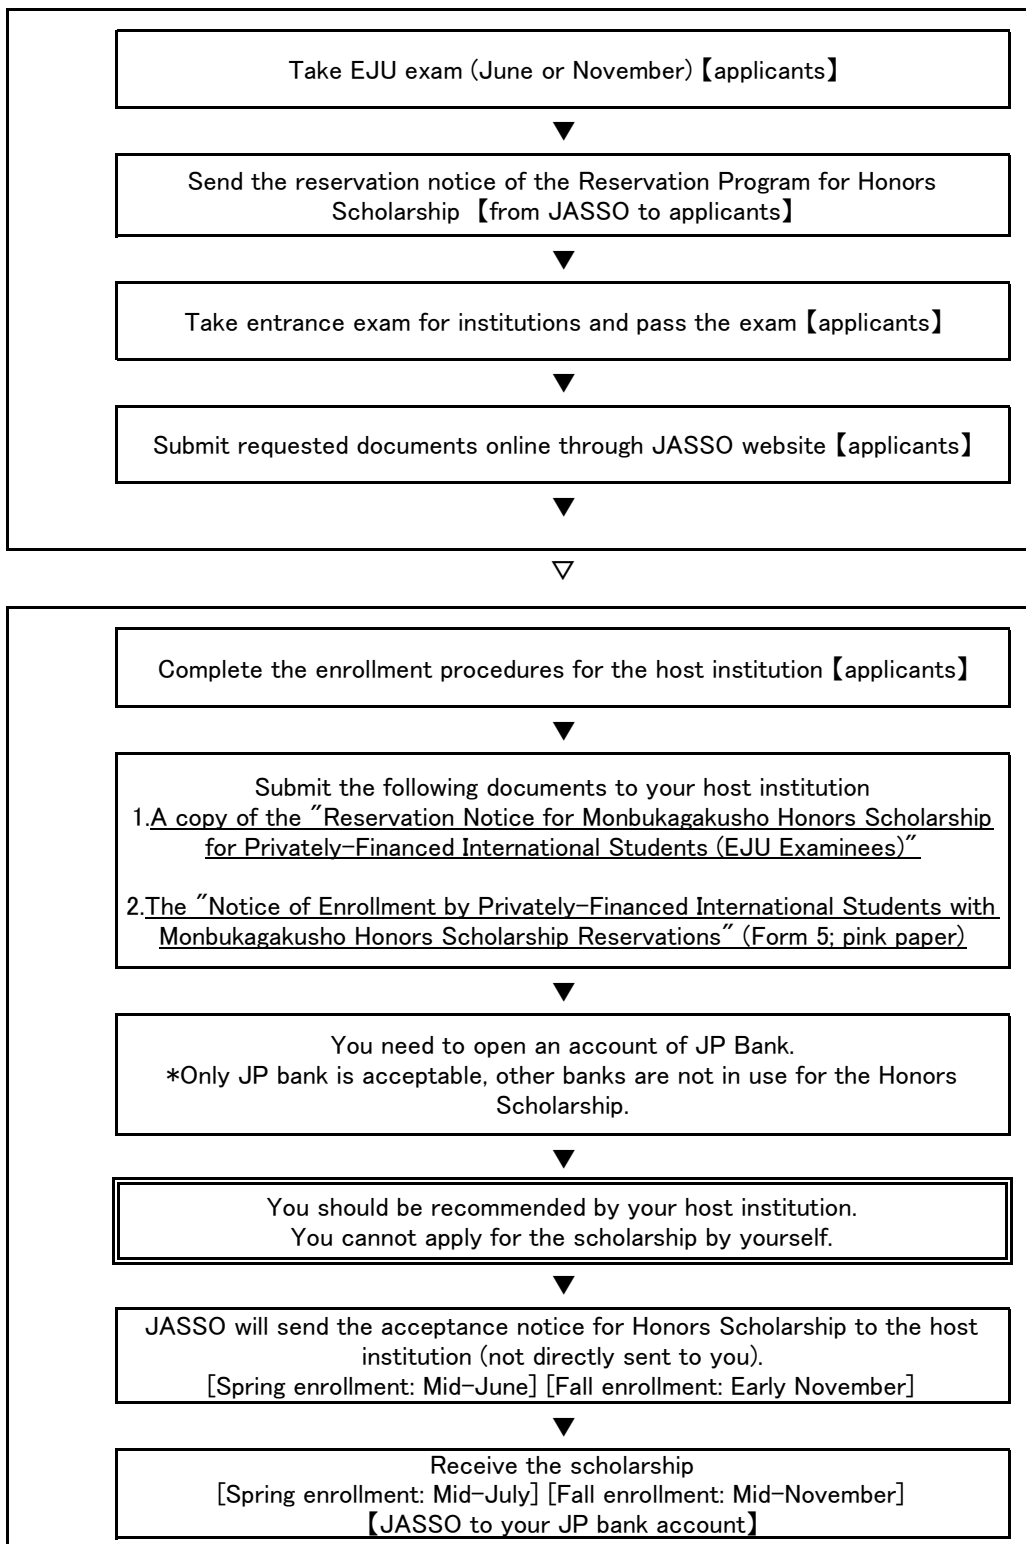 Take EJU exam (June or November)【applicants】
▼
Send the reservation notice of the Reservation Program for Honors
Scholarship 【from JASSO to applicants】
▼
Take entrance exam for institutions and pass the exam【applicants】
▼
Submit requested documents online through JASSO website【applicants】
▼
▽
Complete the enrollment procedures for the host institution【applicants】
▼
Submit the following documents to your host institution
1.A copy of the "Reservation Notice for Monbukagakusho Honors Scholarship
for Privately-Financed International Students (EJU Examinees)"
2.The "Notice of Enrollment by Privately-Financed International Students with
Monbukagakusho Honors Scholarship Reservations" (Form 5; pink paper)
▼
You need to open an account of JP Bank.
*Only JP bank is acceptable, other banks are not in use for the Honors
Scholarship.
▼
You should be recommended by your host institution.
You cannot apply for the scholarship by yourself.
▼
JASSO will send the acceptance notice for Honors Scholarship to the host
institution (not directly sent to you).
[Spring enrollment: Mid-June] [Fall enrollment: Early November]
▼
Receive the scholarship
[Spring enrollment: Mid-July] [Fall enrollment: Mid-November]
【JASSO to your JP bank account】